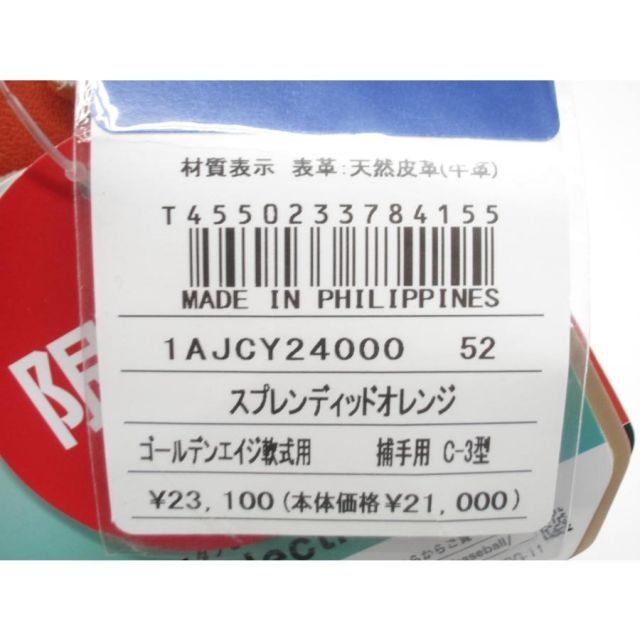 材質表示 表革:天然皮革(牛革)
T4550233784155
MADE IN PHILIPPINES
1AJCY24000 52
スプレンディッドオレンジ
ゴールデンエイジ軟式用 捕手用 C-3型
¥23,100(本体価格¥21,000)
限